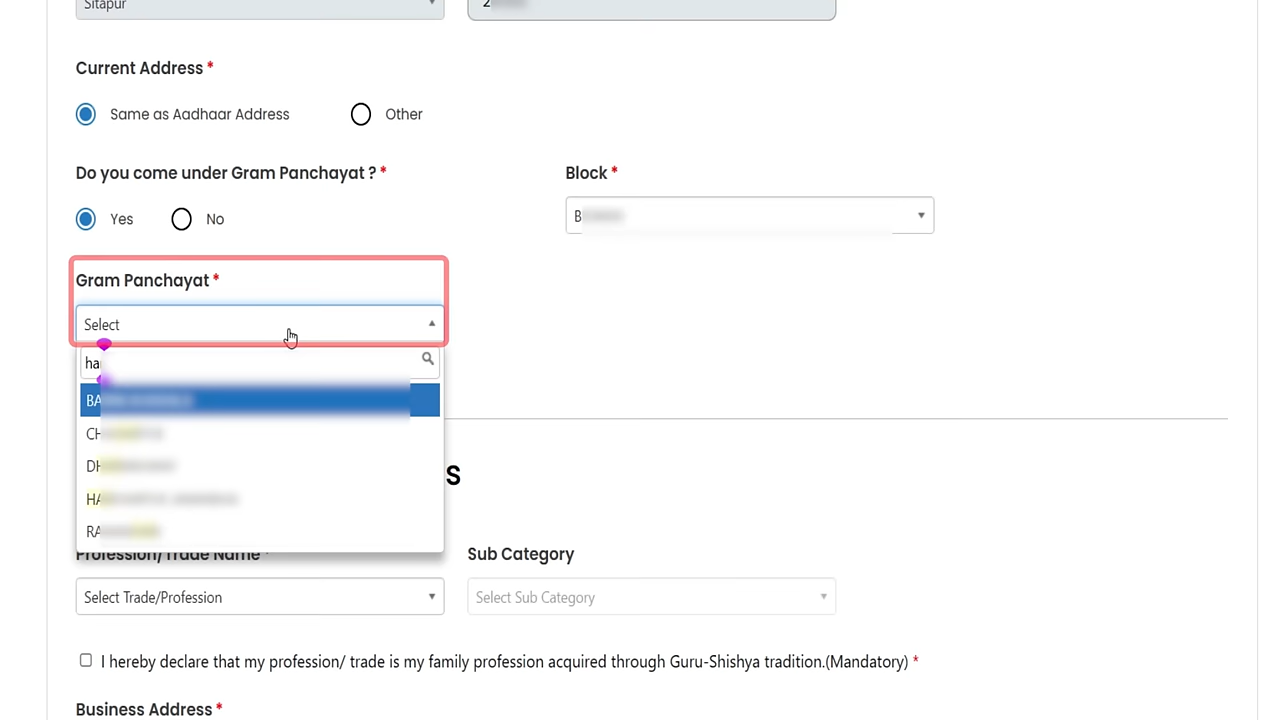 Sitapur
Current Address *
Same as Aadhaar Address Other
Do you come under Gram Panchayat ? * Block *
Yes No
Gram Panchayat *
Select
Profession/Trade Name * Sub Category
Select Trade/Profession Select Sub Category
I hereby declare that my profession/ trade is my family profession acquired through Guru-Shishya tradition.(Mandatory) *
Business Address *